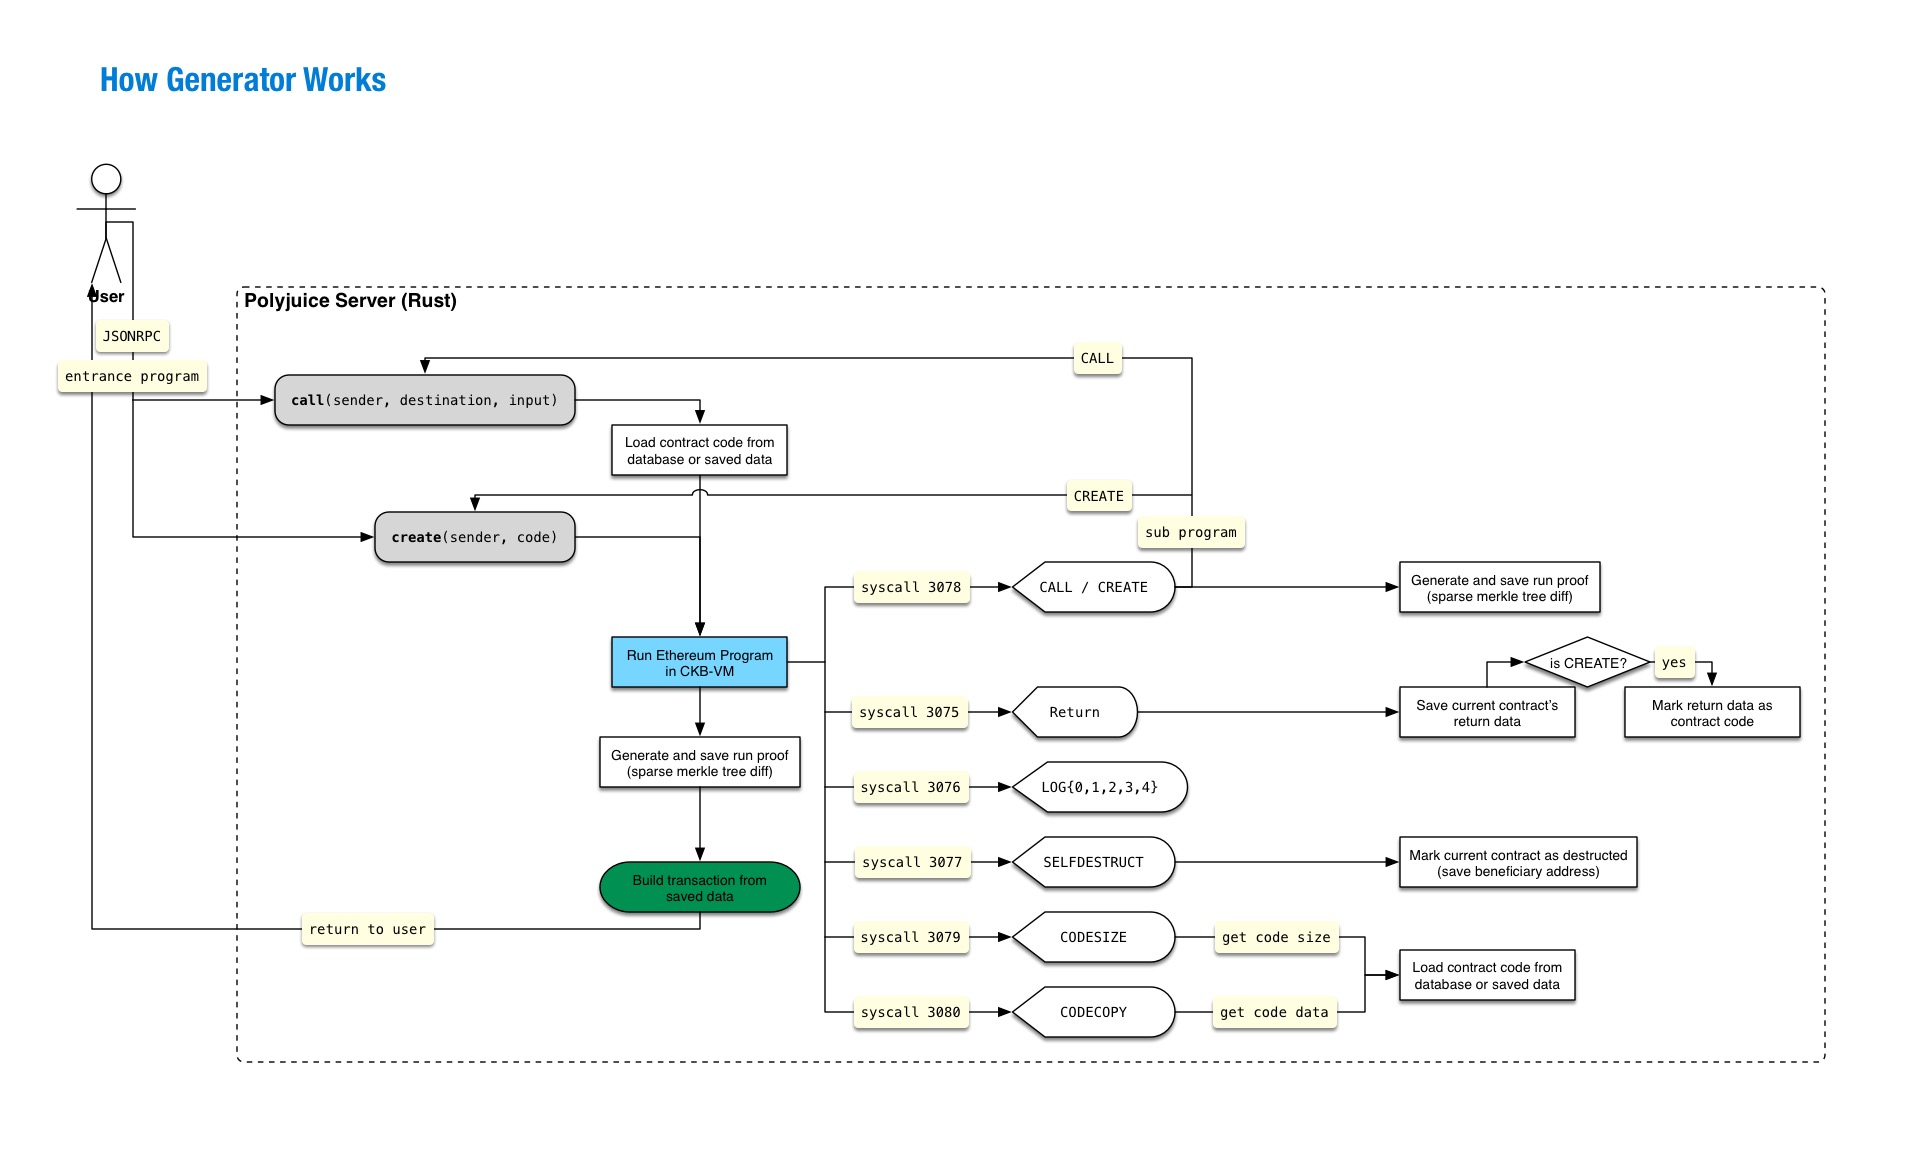 How Generator Works
User
JSONRPC
entrance program
Polyjuice Server (Rust)
CALL
call(sender, destination, input)
Load contract code from
database or saved data
CREATE
create(sender, code)
sub program
syscall 3078
CALL / CREATE
Generate and save run proof
(sparse merkle tree diff)
Run Ethereum Program
in CKB-VM
is CREATE?
yes
syscall 3075
Return
Save current contract's
return data
Mark return data as
contract code
Generate and save run proof
(sparse merkle tree diff)
syscall 3076
LOG{0,1,2,3,4}
syscall 3077
SELFDESTRUCT
Mark current contract as destructed
(save beneficiary address)
Build transaction from
saved data
return to user
syscall 3079
CODESIZE
get code size
Load contract code from
database or saved data
syscall 3080
CODECOPY
get code data